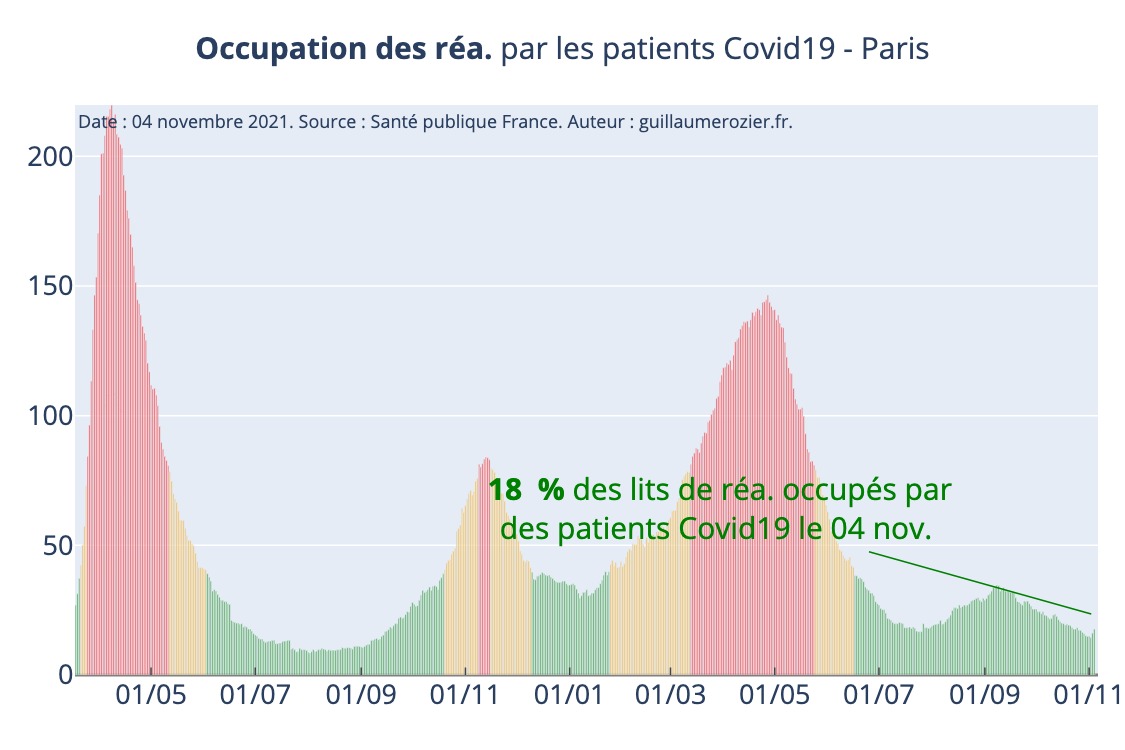 Occupation des réa. par les patients Covid19 - Paris
Date : 04 novembre 2021. Source : Santé publique France. Auteur : guillaumerozier.fr.
200
150
100
18  % des lits de réa. occupés par
des patients Covid19 le 04 nov.
50
0
01/05 01/07 01/09 01/11 01/01 01/03 01/05 01/07 01/09 01/11